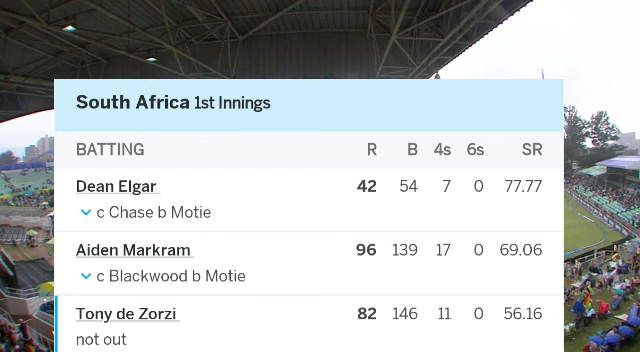 South Africa 1st Innings
BATTING R B 4s 6s SR
Dean Elgar 42 54 7 0 77.77
c Chase b Motie
Aiden Markram 96 139 17 0 69.06
c Blackwood b Motie
Tony de Zorzi 82 146 11 0 56.16
not out